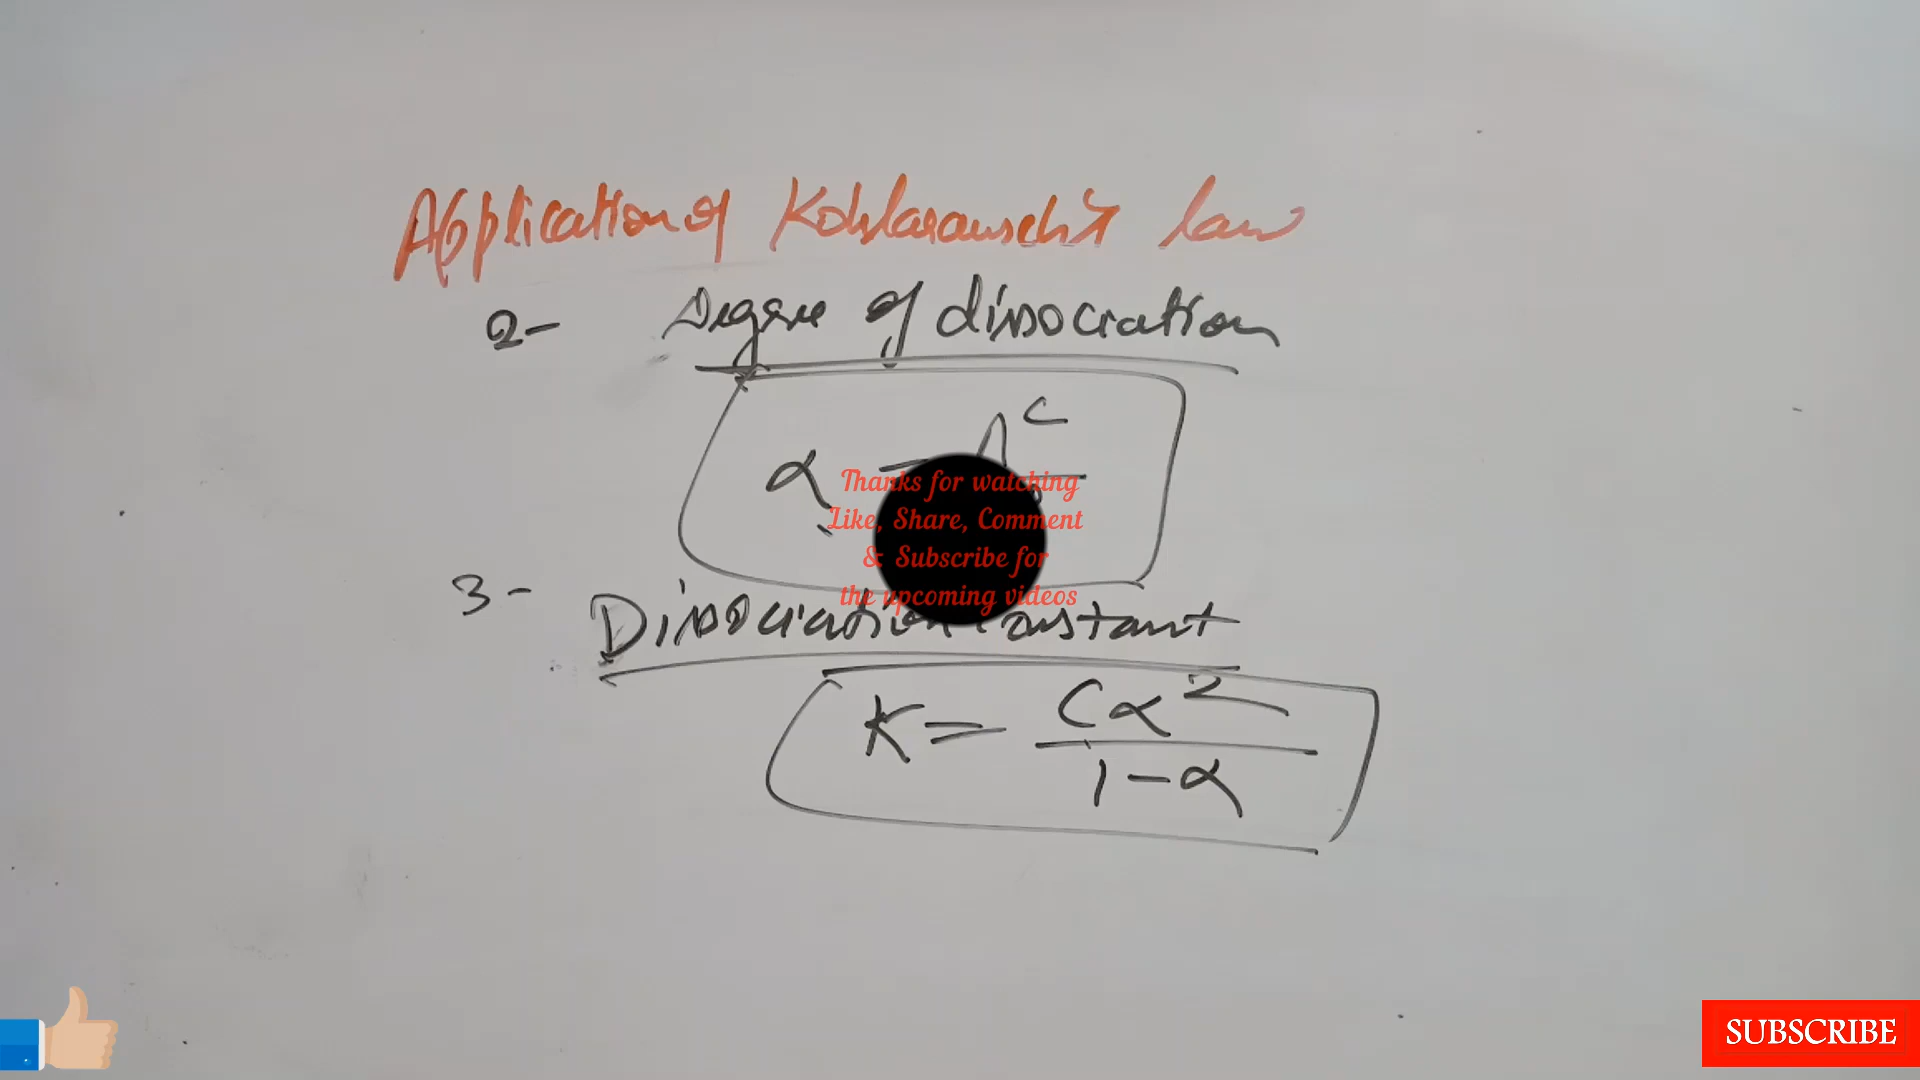 Application of Kohlarausch's law
2- Degree of dissociation
α = Λ^C
Thanks for watching
Like, Share, Comment
& Subscribe for
the upcoming videos
3- Dissociation Constant
K = Cα²
1-α
SUBSCRIBE